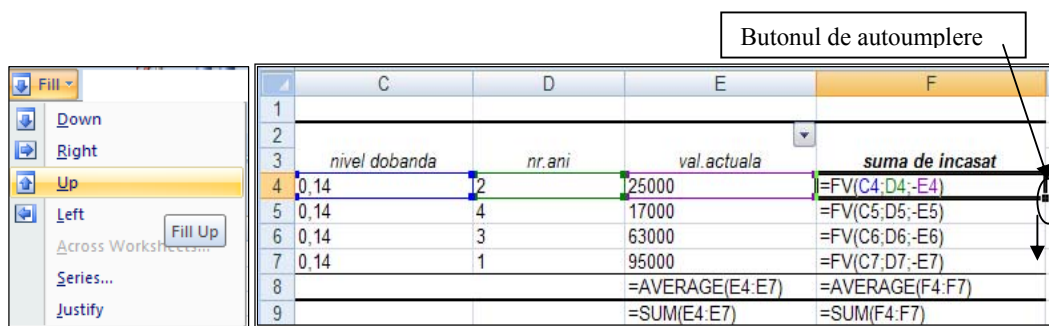 Butonul de autoumplere
Fill
Down
Right
Up
Left
Fill Up
Across Worksheets...
Series...
Justify
C D E F
1
2
3 nivel dobanda nr.ani val.actuala suma de incasat
4 0,14 2 25000 =FV(C4;D4;-E4)
5 0,14 4 17000 =FV(C5;D5;-E5)
6 0,14 3 63000 =FV(C6;D6;-E6)
7 0,14 1 95000 =FV(C7;D7;-E7)
8 =AVERAGE(E4:E7) =AVERAGE(F4:F7)
9 =SUM(E4:E7) =SUM(F4:F7)